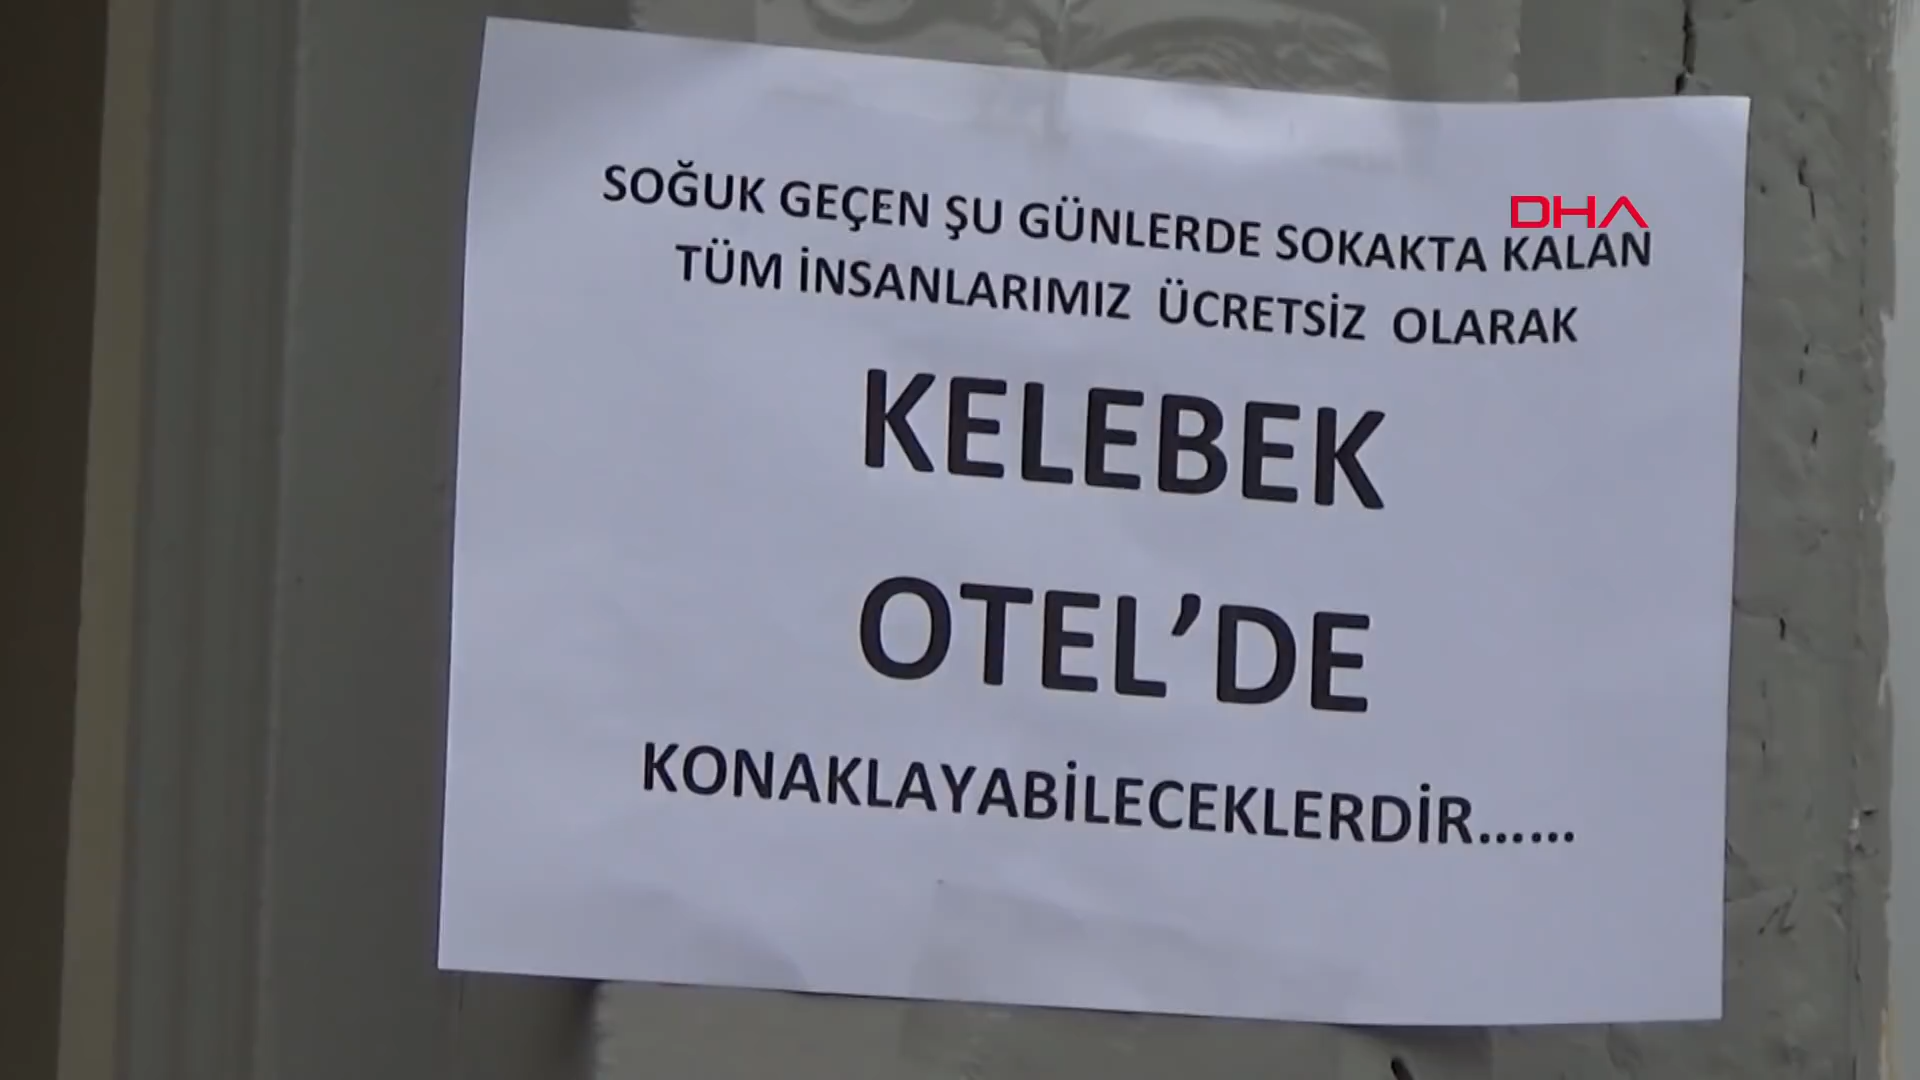 DHA
SOĞUK GEÇEN ŞU GÜNLERDE SOKAKTA KALAN
TÜM İNSANLARIMIZ ÜCRETSİZ OLARAK
KELEBEK
OTEL’DE
KONAKLAYABİLECEKLERDİR......